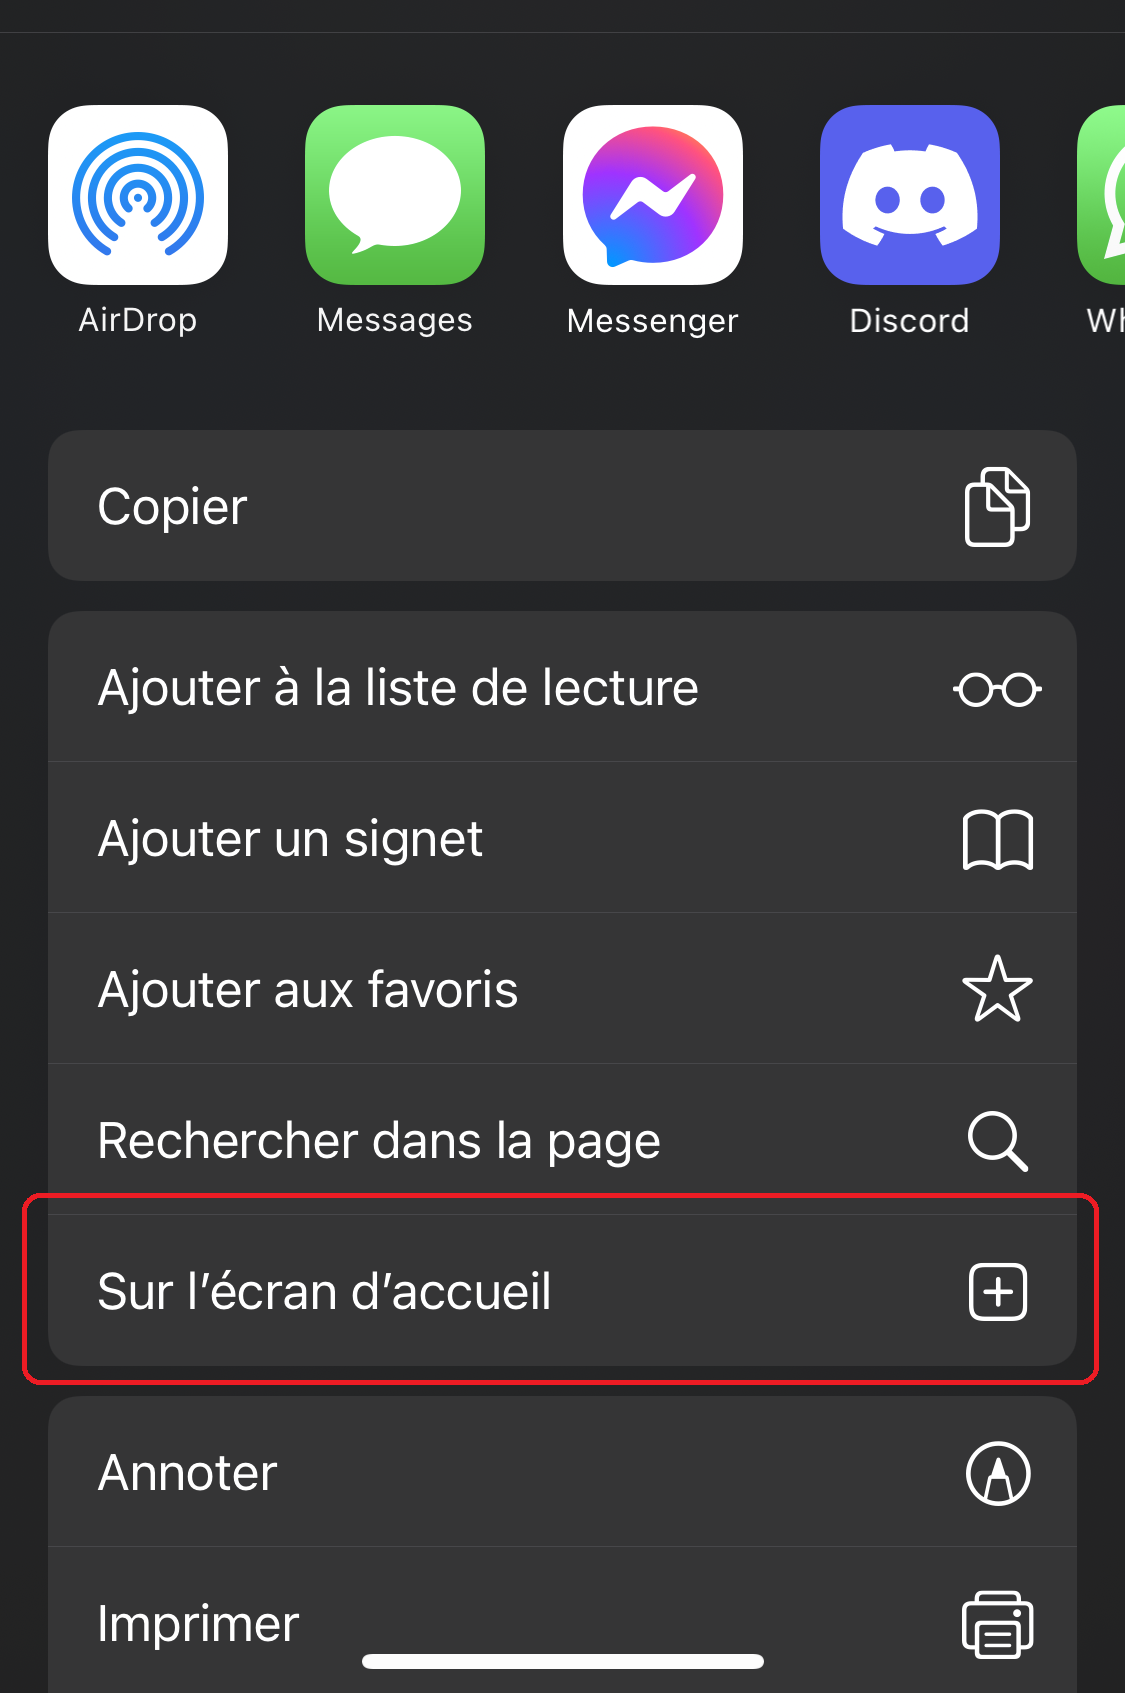 AirDrop
Messages
Messenger
Discord
Copier
Ajouter à la liste de lecture
Ajouter un signet
Ajouter aux favoris
Rechercher dans la page
Sur l’écran d’accueil
Annoter
Imprimer